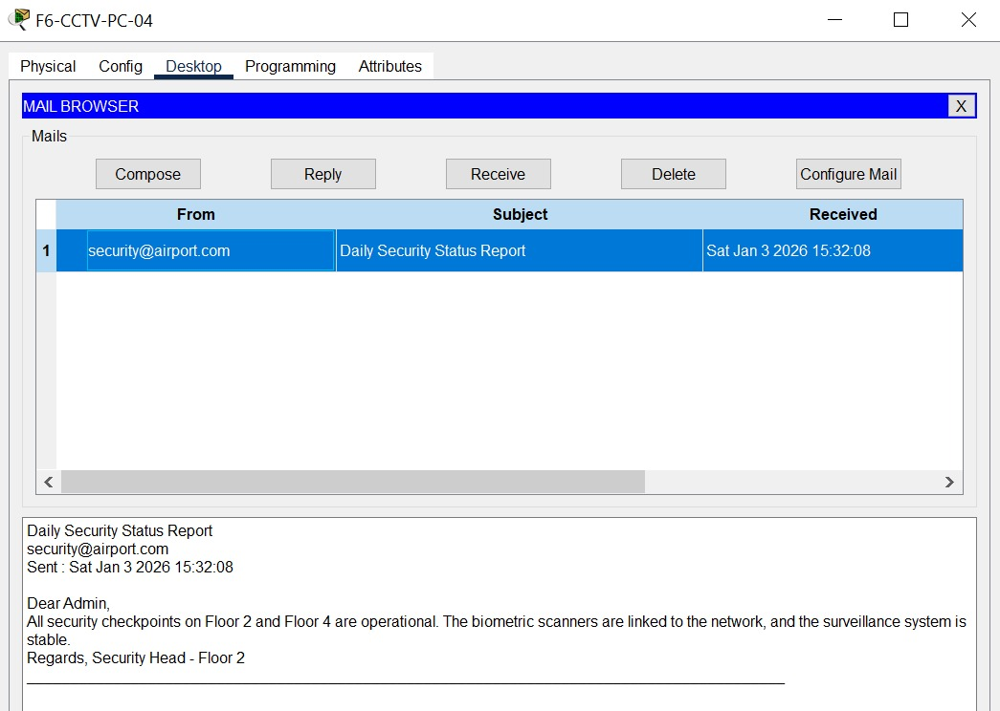 F6-CCTV-PC-04
Physical Config Desktop Programming Attributes
MAIL BROWSER X
Mails
Compose Reply Receive Delete Configure Mail
From Subject Received
1 security@airport.com Daily Security Status Report Sat Jan 3 2026 15:32:08
Daily Security Status Report
security@airport.com
Sent : Sat Jan 3 2026 15:32:08
Dear Admin,
All security checkpoints on Floor 2 and Floor 4 are operational. The biometric scanners are linked to the network, and the surveillance system is
stable.
Regards, Security Head - Floor 2